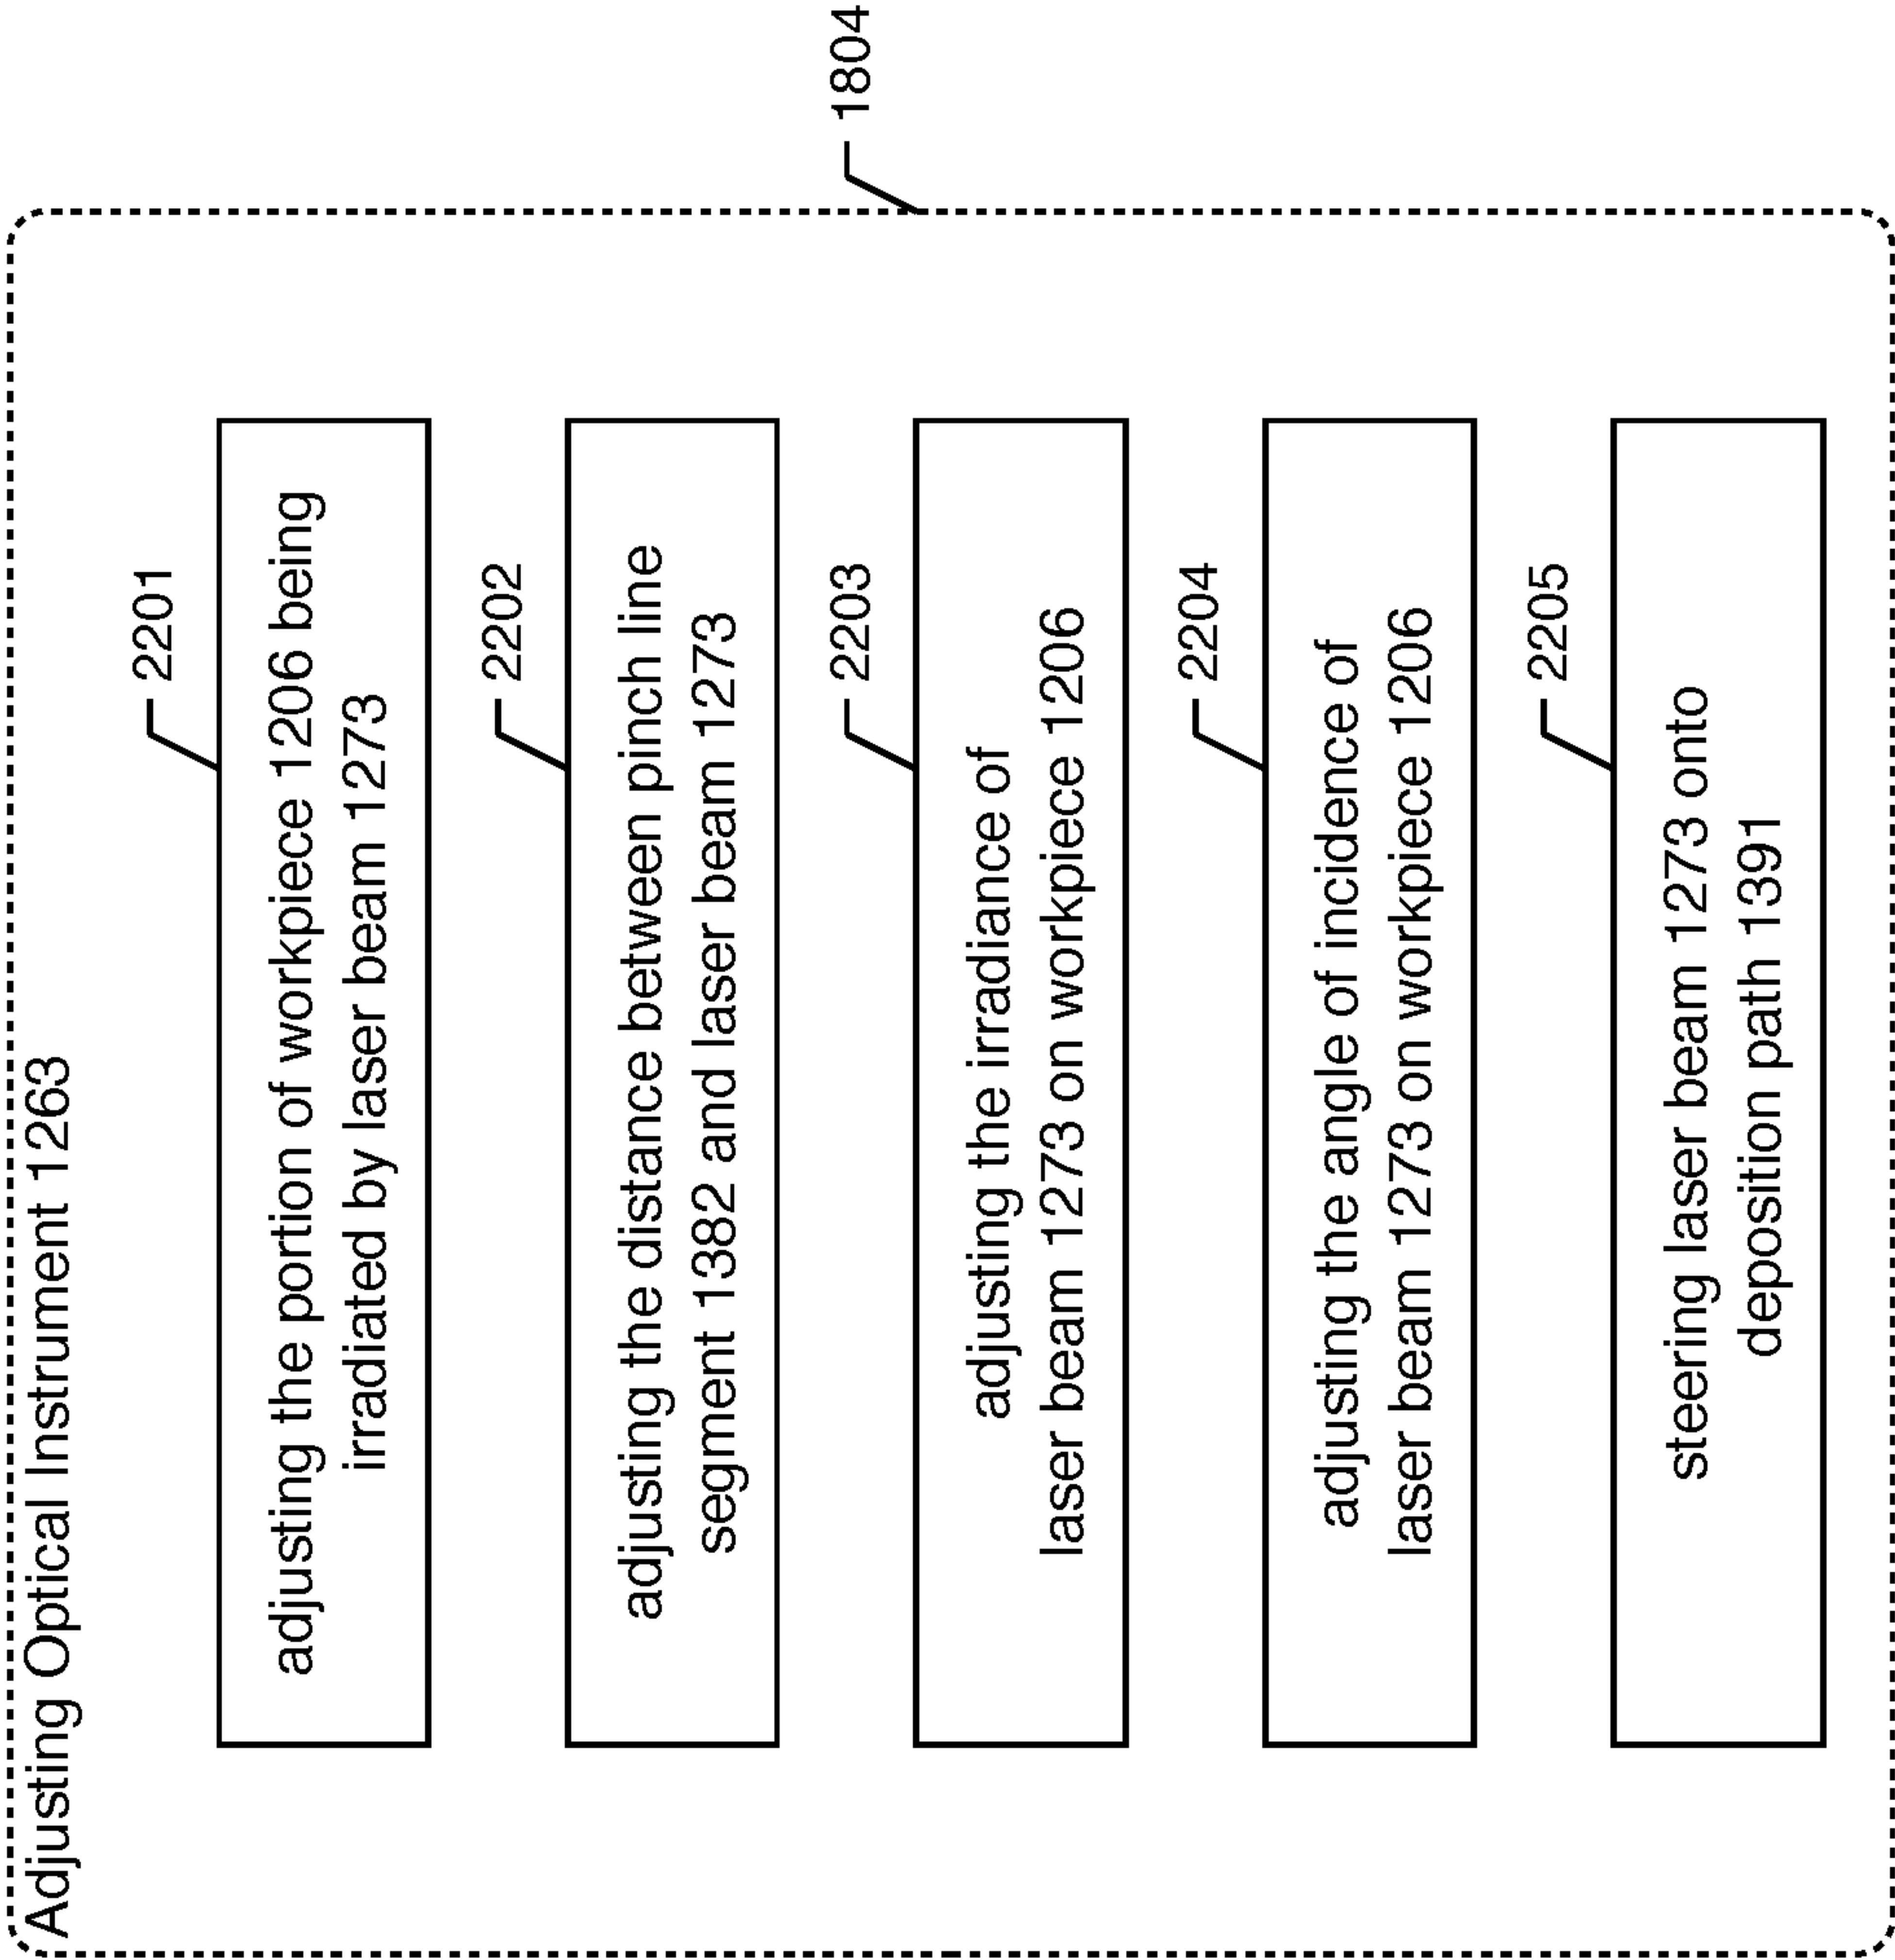 Adjusting Optical Instrument 1263
1804
2201
adjusting the portion of workpiece 1206 being
irradiated by laser beam 1273
2202
adjusting the distance between pinch line
segment 1382 and laser beam 1273
2203
adjusting the irradiance of
laser beam 1273 on workpiece 1206
2204
adjusting the angle of incidence of
laser beam 1273 on workpiece 1206
2205
steering laser beam 1273 onto
deposition path 1391